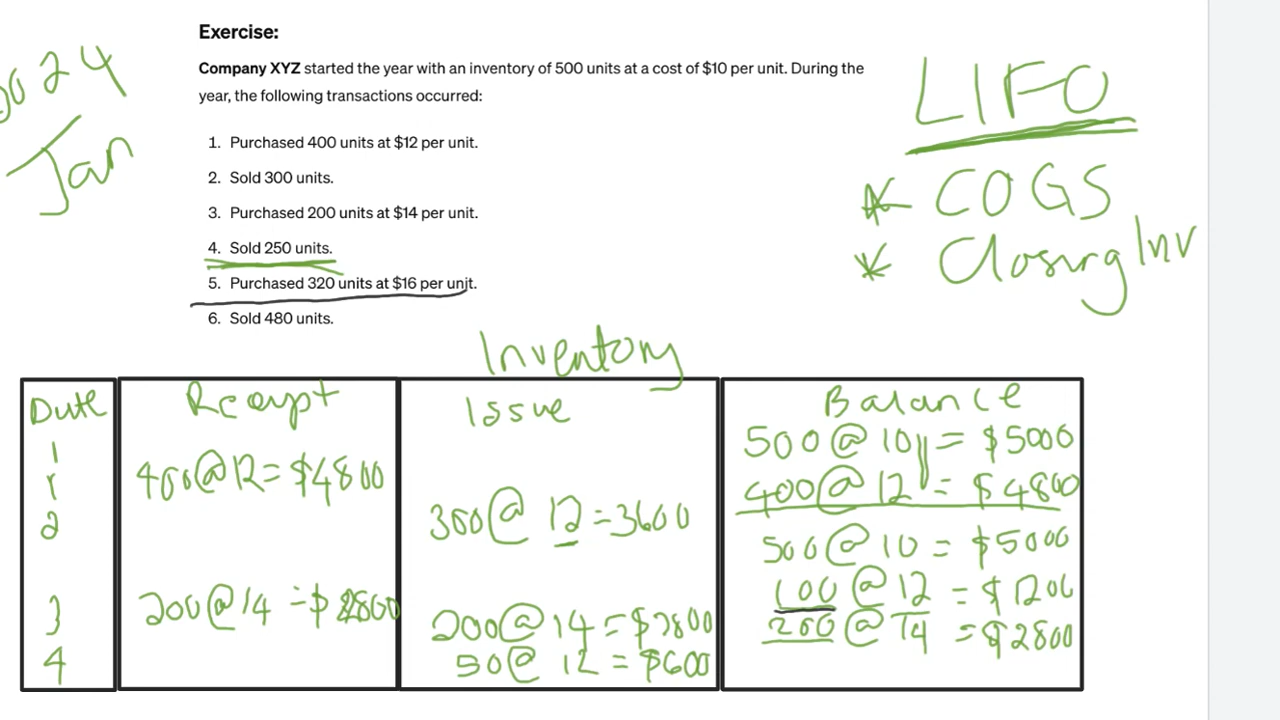 Exercise:
Company XYZ started the year with an inventory of 500 units at a cost of $10 per unit. During the
year, the following transactions occurred:
1. Purchased 400 units at $12 per unit.
2. Sold 300 units.
3. Purchased 200 units at $14 per unit.
4. Sold 250 units.
5. Purchased 320 units at $16 per unit.
6. Sold 480 units.
24
Jan
LIFO
* COGS
* Closing Inv
Inventory
Date Receipt Issue Balance
1 500 @ 10 = $5000
1 400 @ 12 = $4800 400 @ 12 = $4800
2 300 @ 12 = 3600 500 @ 10 = $5000
100 @ 12 = $1200
3 200 @ 14 = $2800 200 @ 14 = $2800 200 @ 14 = $2800
4 50 @ 12 = $600